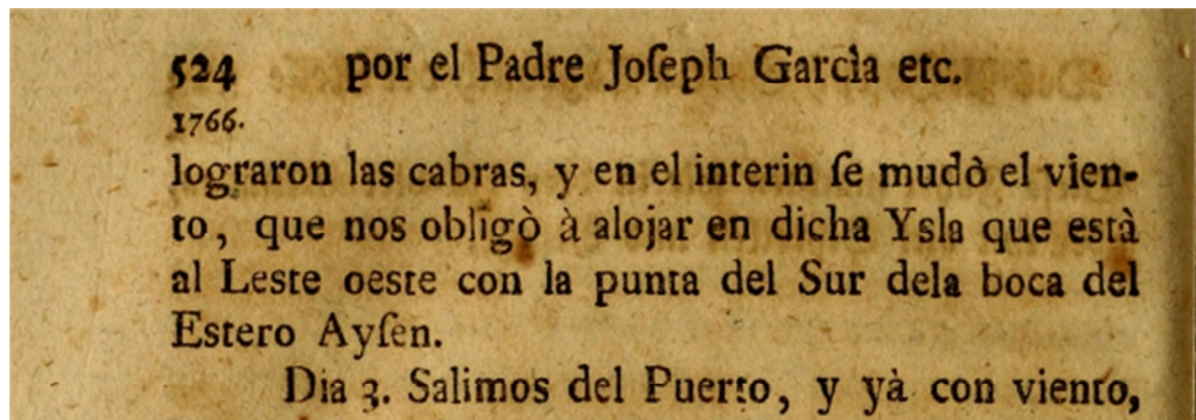 524 por el Padre Joſeph Garcìa etc.
1766.
lograron las cabras, y en el interin ſe mudò el vien-
to, que nos obligò à alojar en dicha Ysla que està
al Leste oeste con la punta del Sur dela boca del
Estero Ayſen.
Dia 3. Salimos del Puerto, y yà con viento,